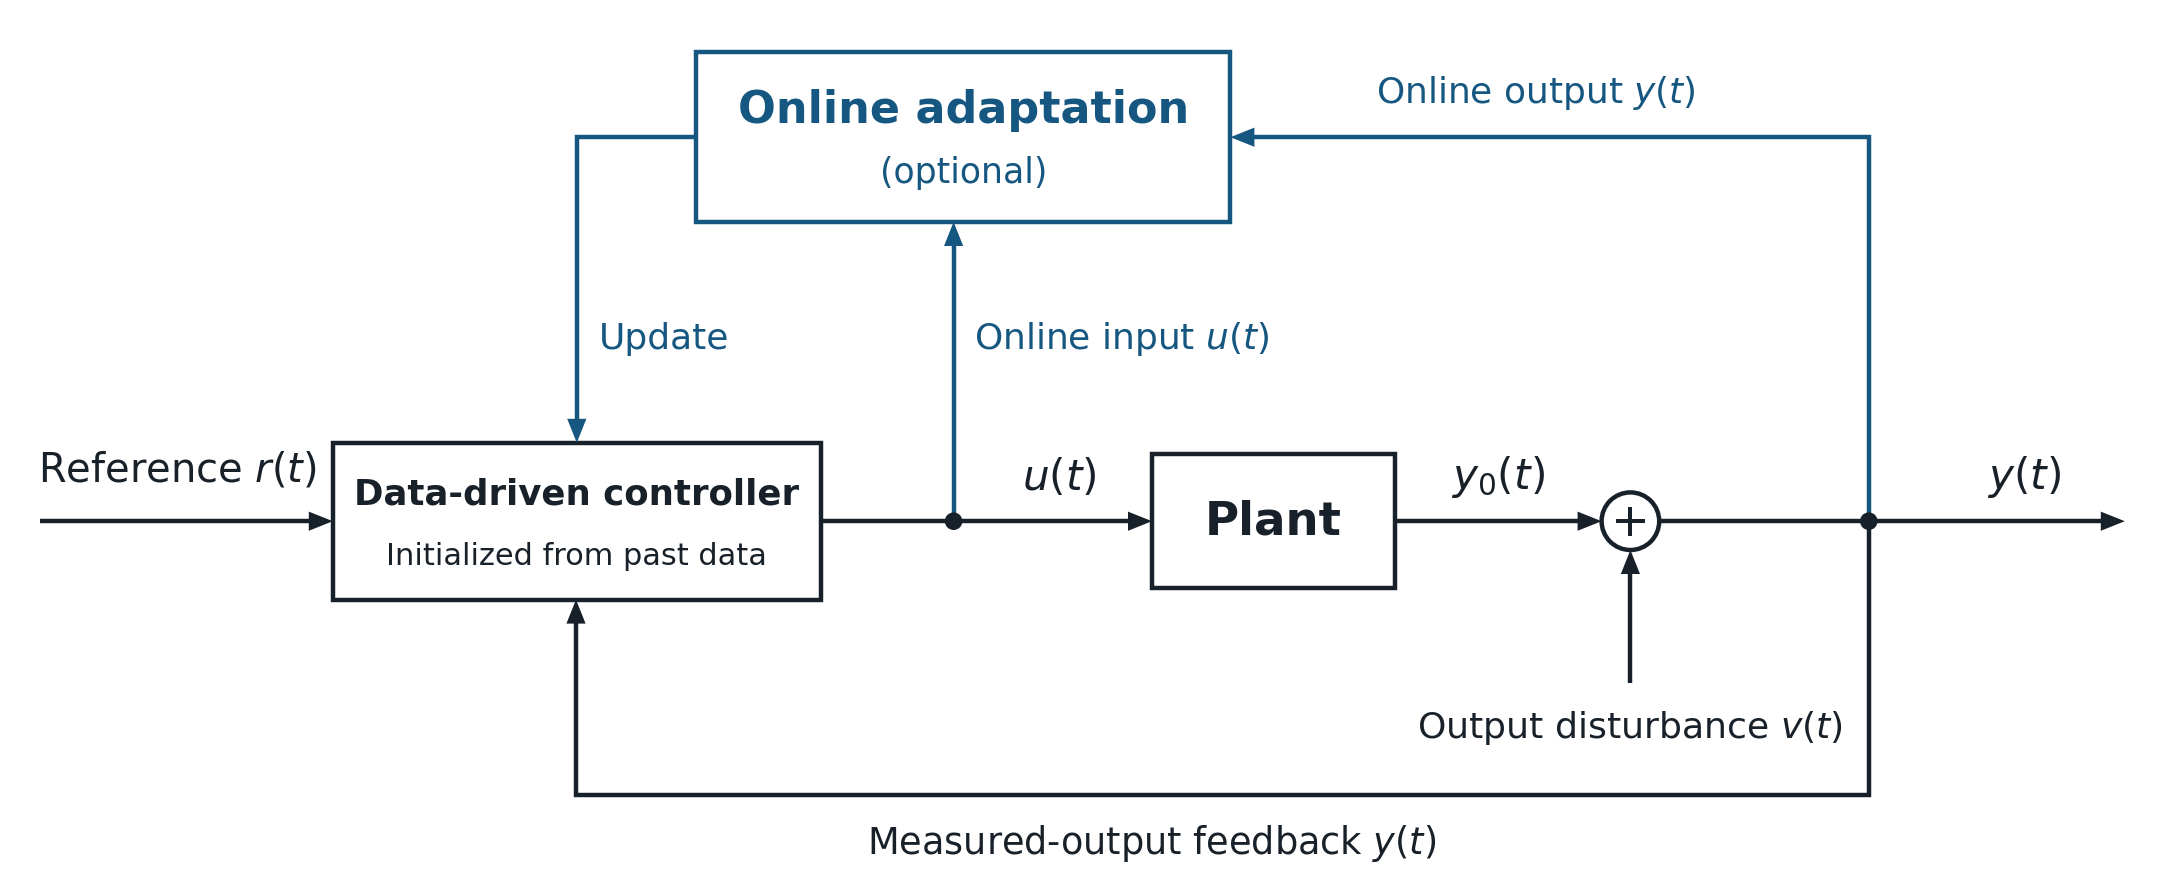 Online adaptation
(optional)
Online output y(t)
Update
Online input u(t)
Reference r(t)
Data-driven controller
Initialized from past data
u(t)
Plant
y₀(t)
+
y(t)
Output disturbance v(t)
Measured-output feedback y(t)